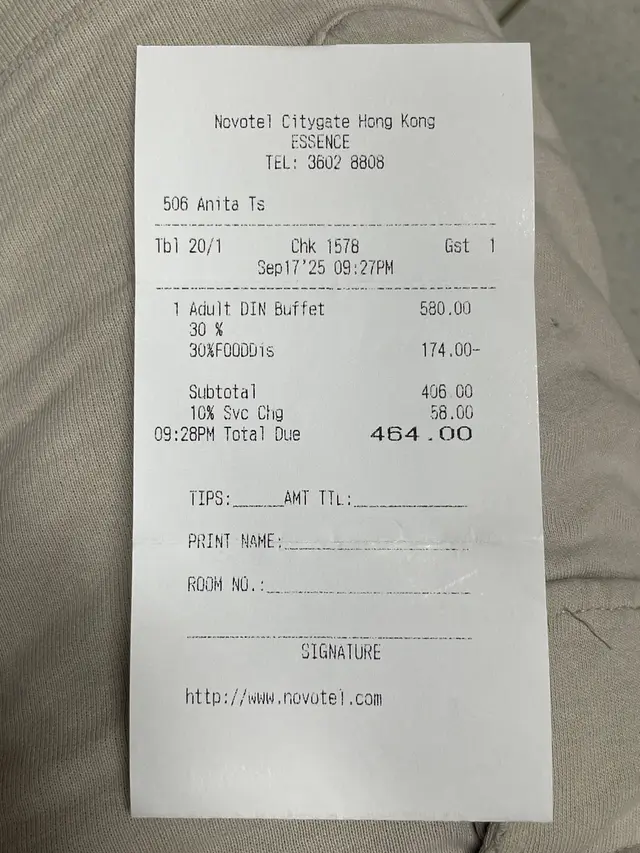 Novotel Citygate Hong Kong
ESSENCE
TEL: 3602 8808
506 Anita Ts
Tbl 20/1 Chk 1578 Gst 1
Sep17'25 09:27PM
1 Adult DIN Buffet 580.00
30 %
30%FOODDis 174.00-
Subtotal 406.00
10% Svc Chg 58.00
09:28PM Total Due 464.00
TIPS:______AMT TTL:____________
PRINT NAME:____________________
ROOM NO.:______________________
SIGNATURE
http://www.novotel.com